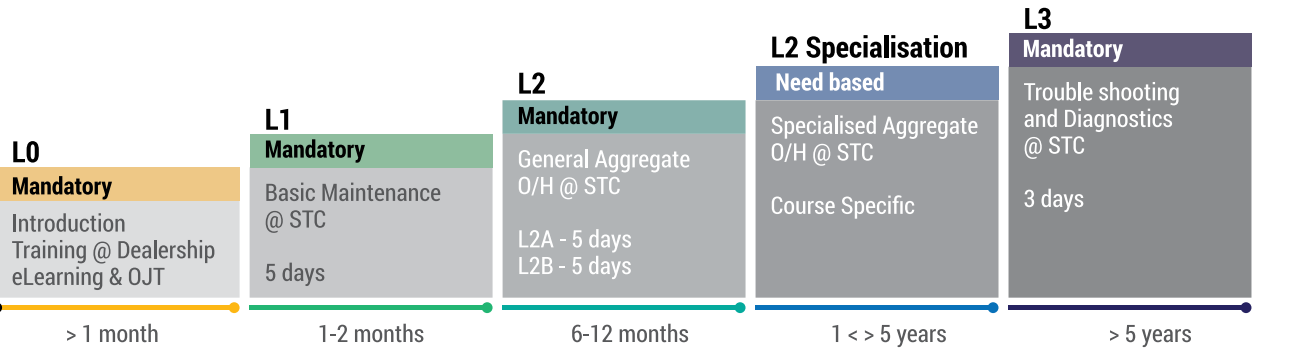 L0
Mandatory
Introduction
Training @ Dealership
eLearning & OJT
> 1 month
L1
Mandatory
Basic Maintenance
@ STC
5 days
1-2 months
L2
Mandatory
General Aggregate
O/H @ STC
L2A - 5 days
L2B - 5 days
6-12 months
L2 Specialisation
Need based
Specialised Aggregate
O/H @ STC
Course Specific
1 < > 5 years
L3
Mandatory
Trouble shooting
and Diagnostics
@ STC
3 days
> 5 years